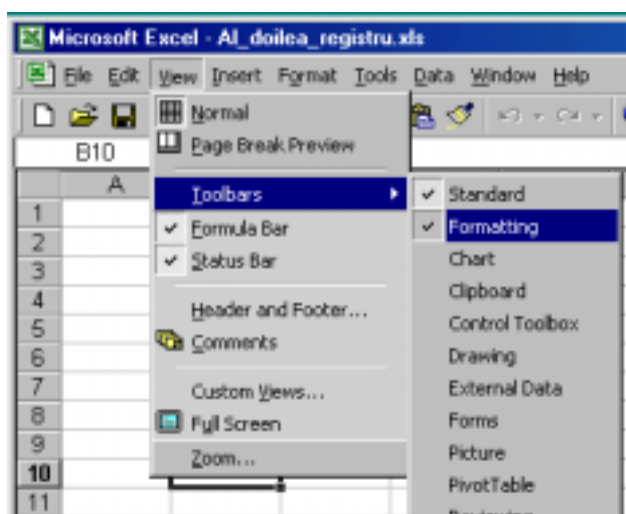 Microsoft Excel - Al_doilea_registru.xls
File Edit View Insert Format Tools Data Window Help
B10
A
1
2
3
4
5
6
7
8
9
10
11
Normal
Page Break Preview
Toolbars
Formula Bar
Status Bar
Header and Footer...
Comments
Custom Views...
Full Screen
Zoom...
Standard
Formatting
Chart
Clipboard
Control Toolbox
Drawing
External Data
Forms
Picture
PivotTable